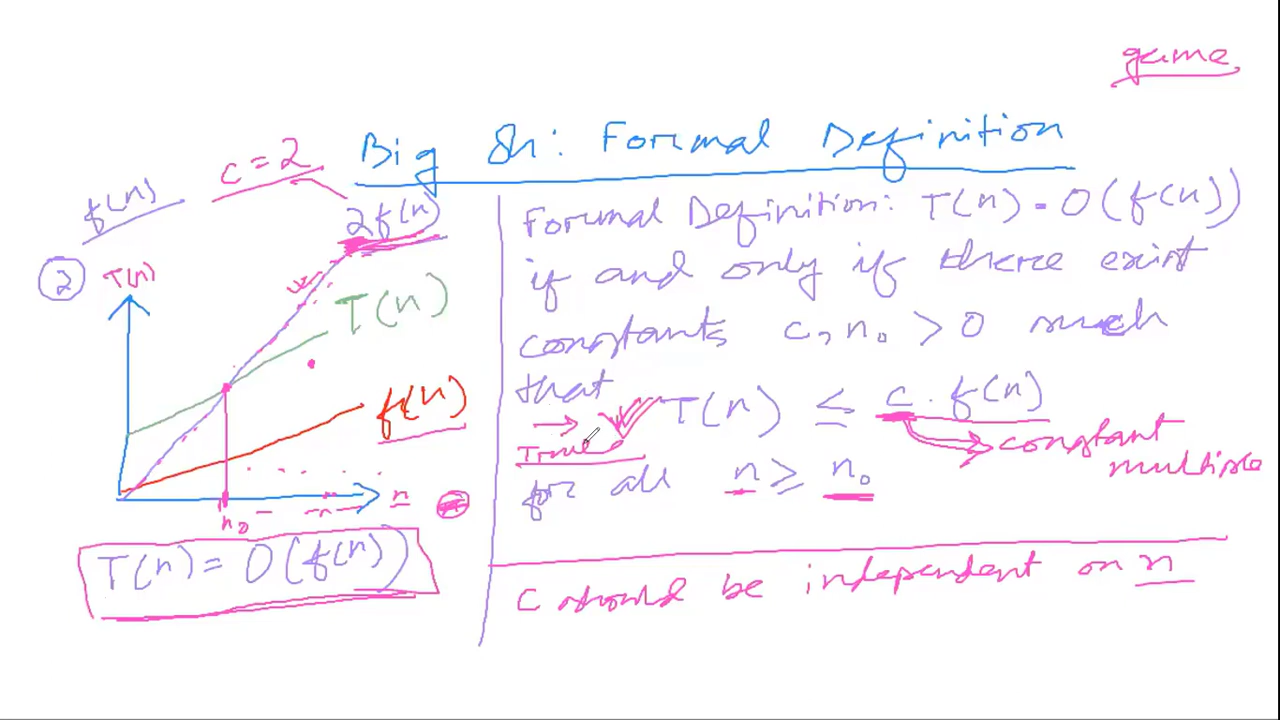 game
Big Oh: Formal Definition
c = 2
f(n)
2f(n)
2
T(n)
T(n)
f(n)
n
n₀
T(n) = O(f(n))
Formal Definition: T(n) = O(f(n))
if and only if there exist
constants c, n₀ > 0 such
that T(n) ≤ c . f(n)
True
constant
multiple
for all n ≥ n₀
C should be independent on n